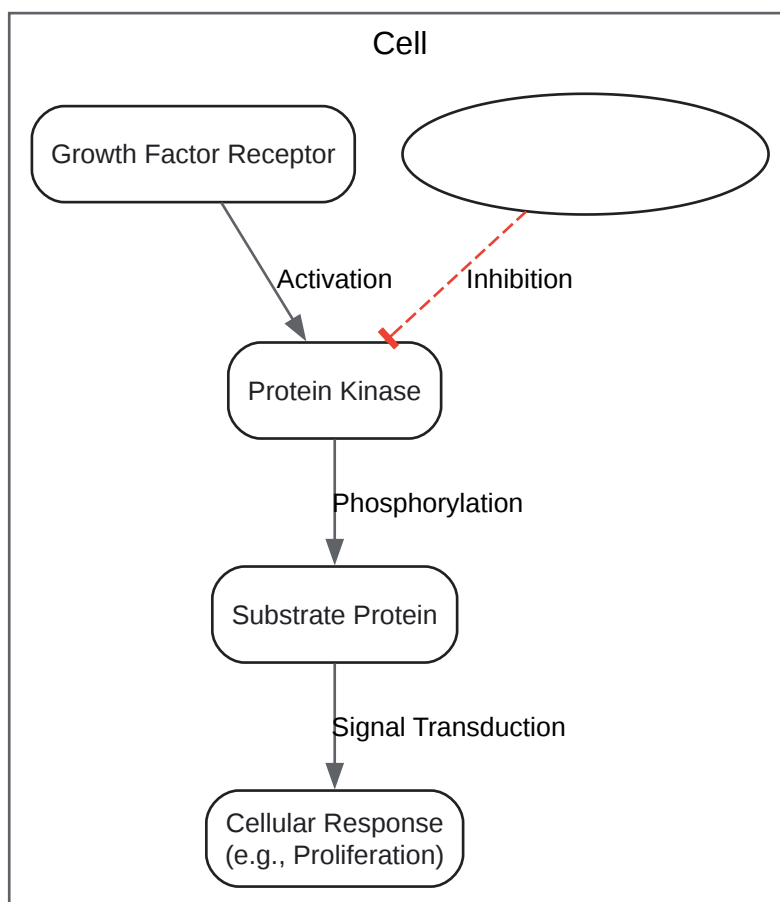 Cell
Growth Factor Receptor
Activation
Inhibition
Protein Kinase
Phosphorylation
Substrate Protein
Signal Transduction
Cellular Response
(e.g., Proliferation)